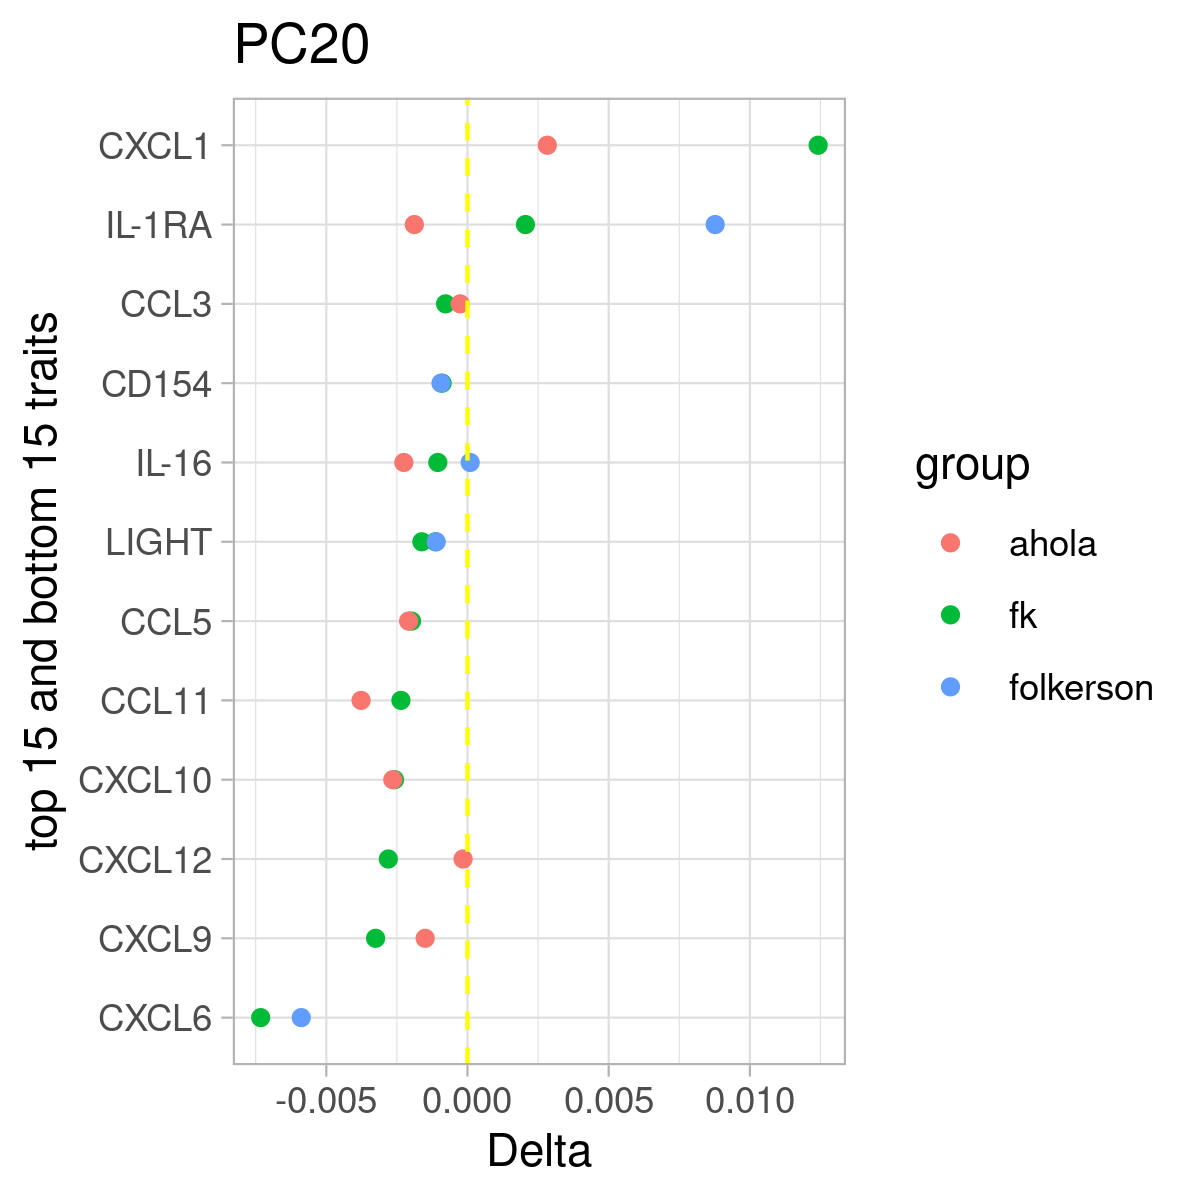 PC20
CXCL1
IL-1RA
CCL3
CD154
IL-16
LIGHT
CCL5
CCL11
CXCL10
CXCL12
CXCL9
CXCL6
top 15 and bottom 15 traits
-0.005 0.000 0.005 0.010
Delta
group
ahola
fk
folkerson